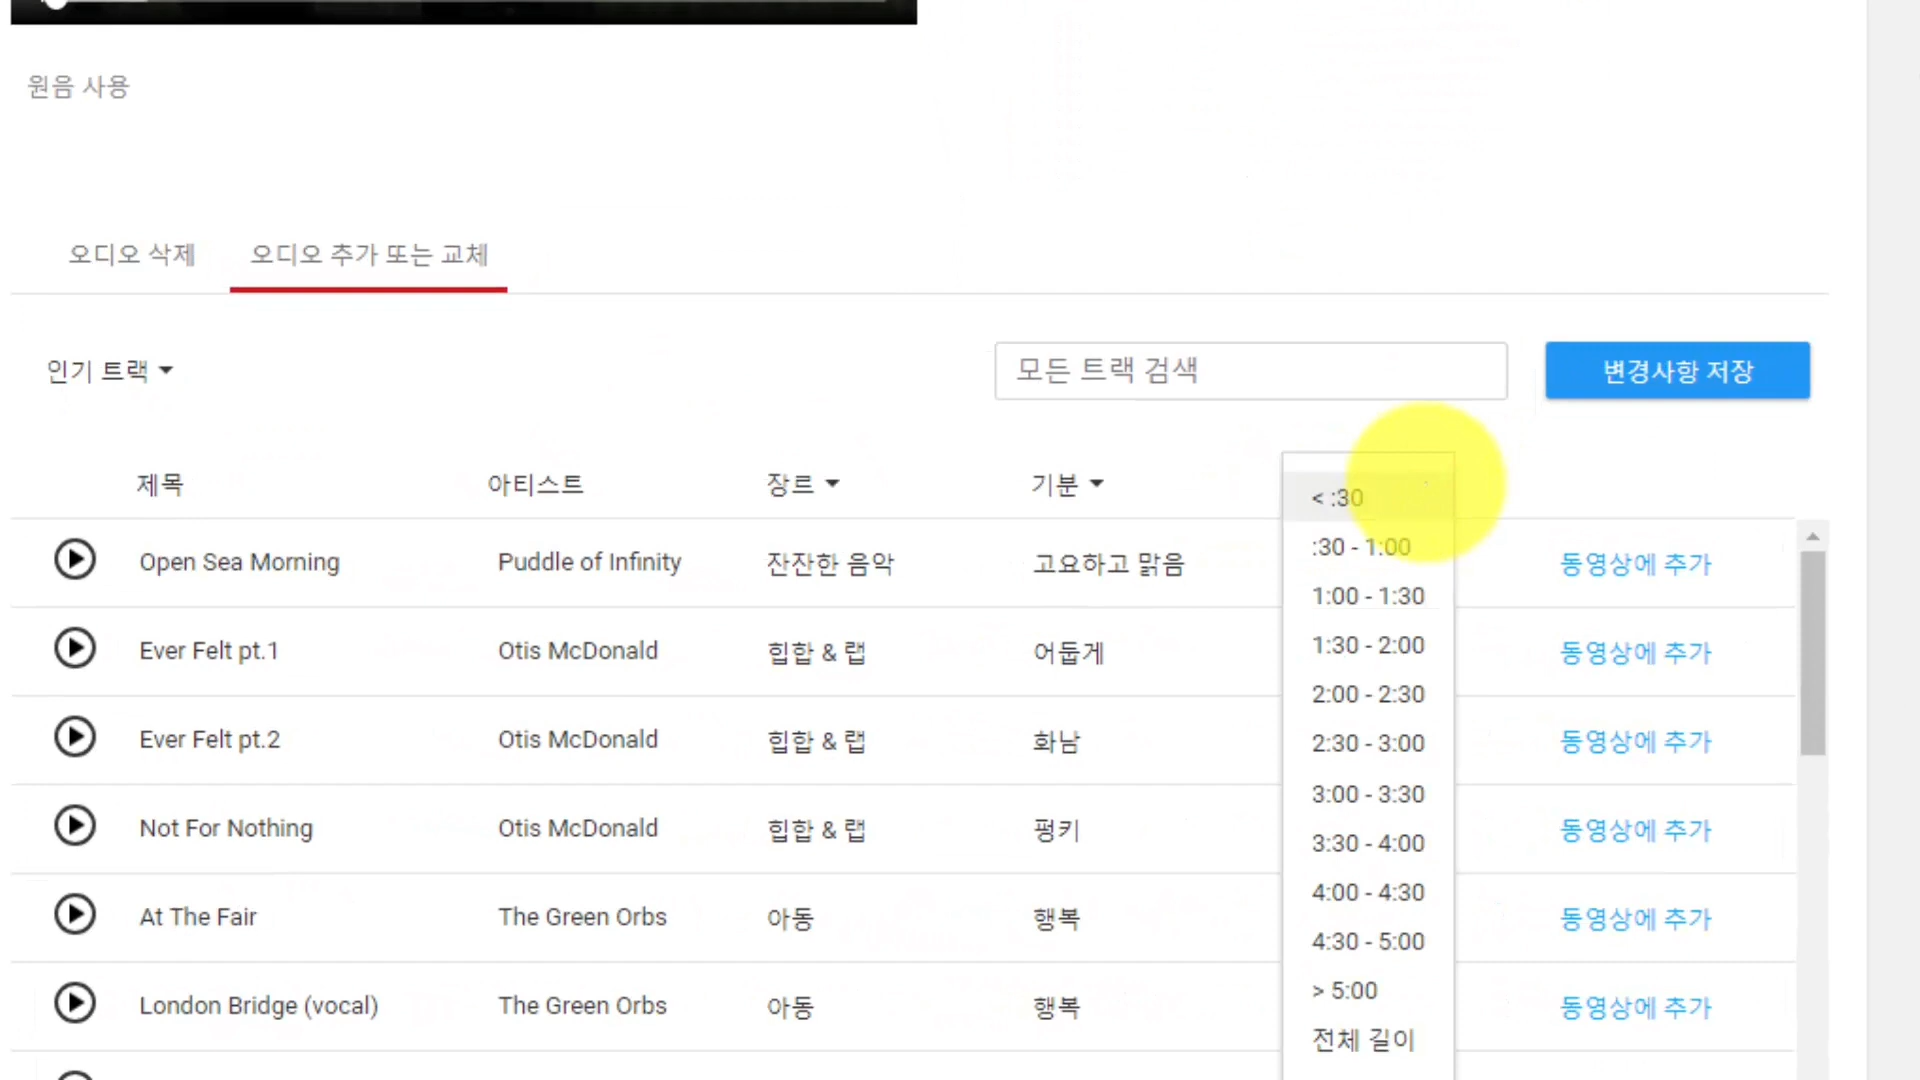 원음 사용
오디오 삭제 오디오 추가 또는 교체
인기 트랙 모든 트랙 검색 변경사항 저장
제목 아티스트 장르 기분
Open Sea Morning Puddle of Infinity 잔잔한 음악 고요하고 맑음 동영상에 추가
Ever Felt pt.1 Otis McDonald 힙합 & 랩 어둡게 동영상에 추가
Ever Felt pt.2 Otis McDonald 힙합 & 랩 화남 동영상에 추가
Not For Nothing Otis McDonald 힙합 & 랩 펑키 동영상에 추가
At The Fair The Green Orbs 아동 행복 동영상에 추가
London Bridge (vocal) The Green Orbs 아동 행복 동영상에 추가
< :30
:30 - 1:00
1:00 - 1:30
1:30 - 2:00
2:00 - 2:30
2:30 - 3:00
3:00 - 3:30
3:30 - 4:00
4:00 - 4:30
4:30 - 5:00
> 5:00
전체 길이